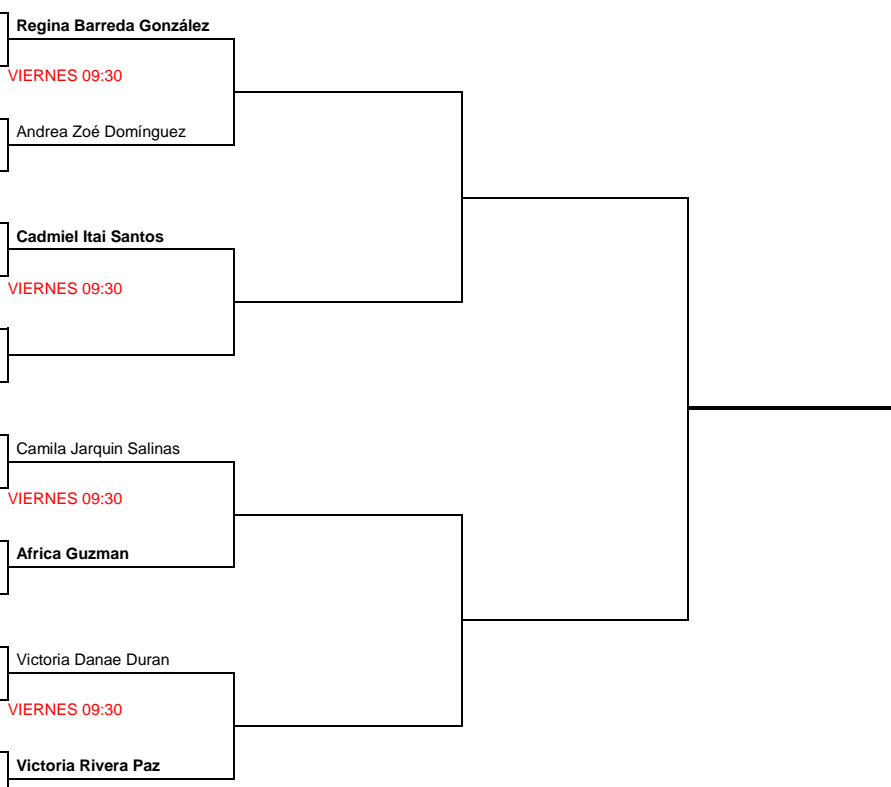 Regina Barreda González
VIERNES 09:30
Andrea Zoé Domínguez
Cadmiel Itai Santos
VIERNES 09:30
Camila Jarquin Salinas
VIERNES 09:30
Africa Guzman
Victoria Danae Duran
VIERNES 09:30
Victoria Rivera Paz